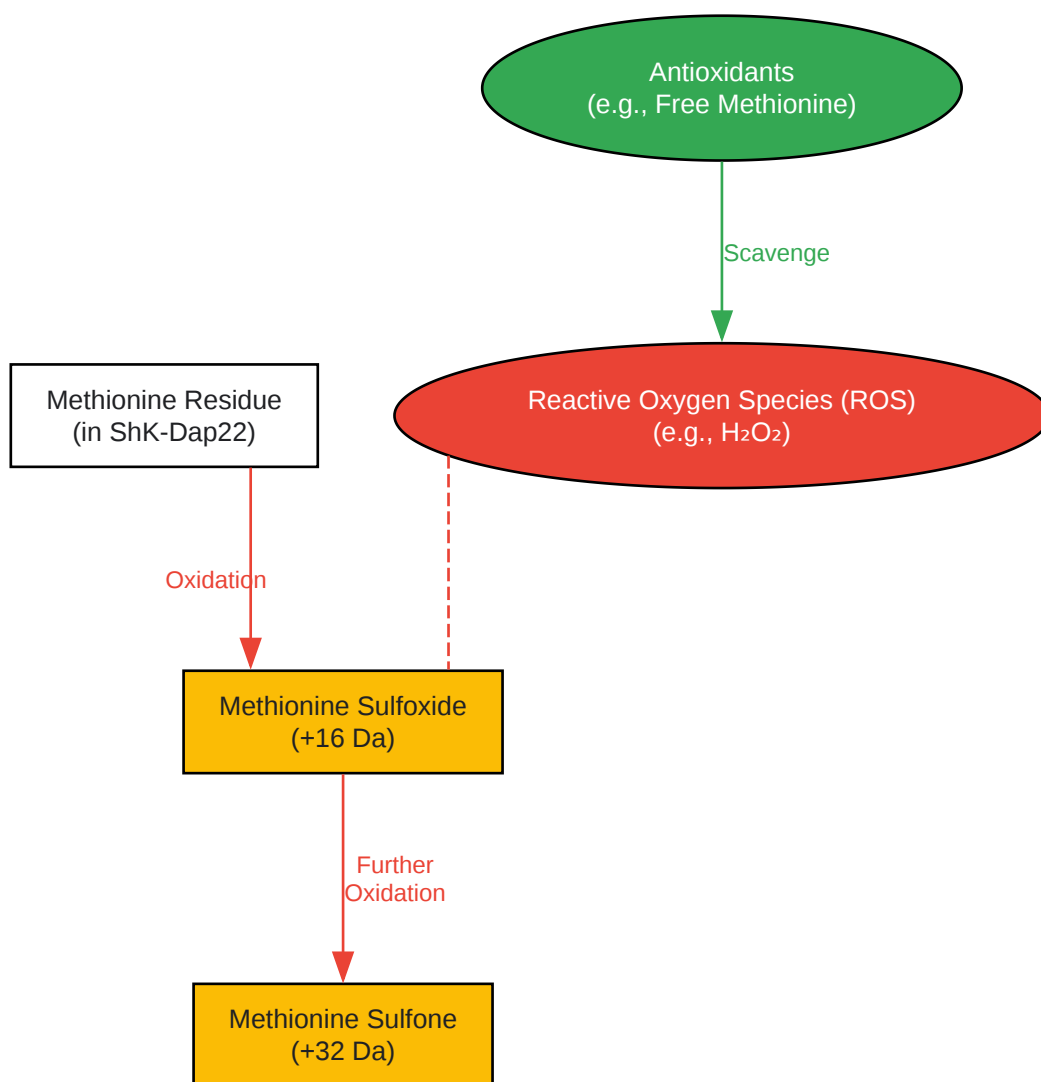 Antioxidants
(e.g., Free Methionine)
Scavenge
Methionine Residue
(in ShK-Dap22)
Reactive Oxygen Species (ROS)
(e.g., H₂O₂)
Oxidation
Methionine Sulfoxide
(+16 Da)
Further
Oxidation
Methionine Sulfone
(+32 Da)